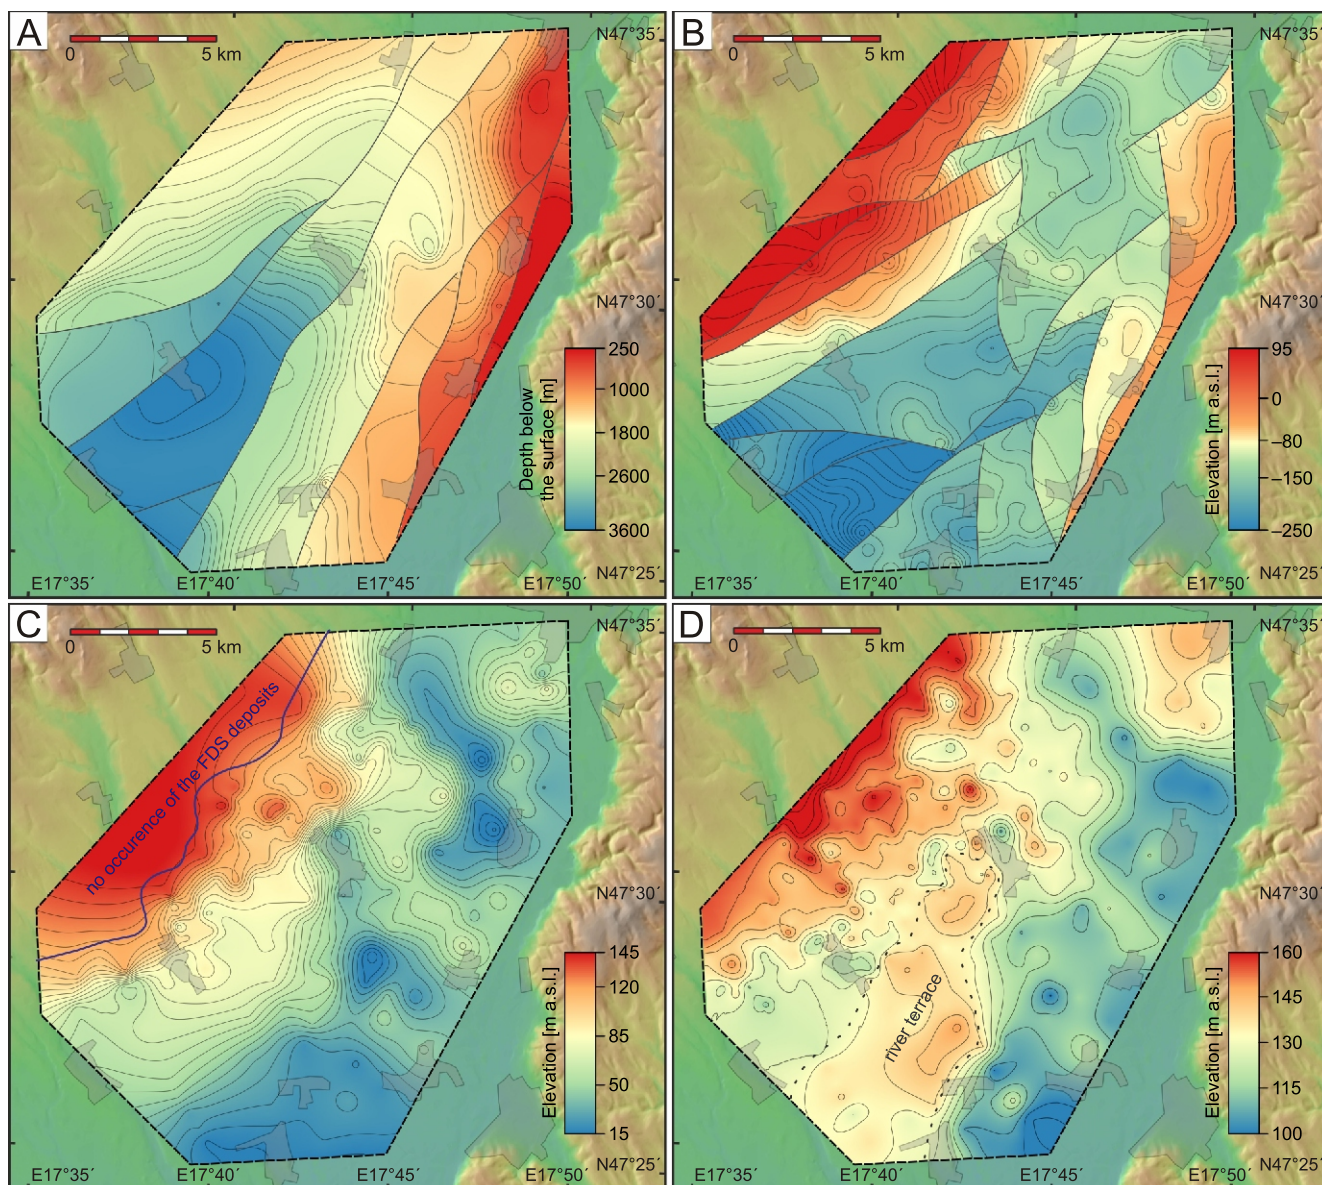 A
0 5 km
N47°35´
N47°30´
250
1000
1800
2600
3600
Depth below
the surface [m]
E17°35´ E17°40´ E17°45´ E17°50´
N47°25´
B
0 5 km
N47°35´
N47°30´
95
0
–80
–150
–250
Elevation [m a.s.l.]
E17°35´ E17°40´ E17°45´ E17°50´
N47°25´
C
0 5 km
N47°35´
no occurence of the FDS deposits
N47°30´
145
120
85
50
15
Elevation [m a.s.l.]
E17°35´ E17°40´ E17°45´ E17°50´
N47°25´
D
0 5 km
N47°35´
N47°30´
river terrace
160
145
130
115
100
Elevation [m a.s.l.]
E17°35´ E17°40´ E17°45´ E17°50´
N47°25´